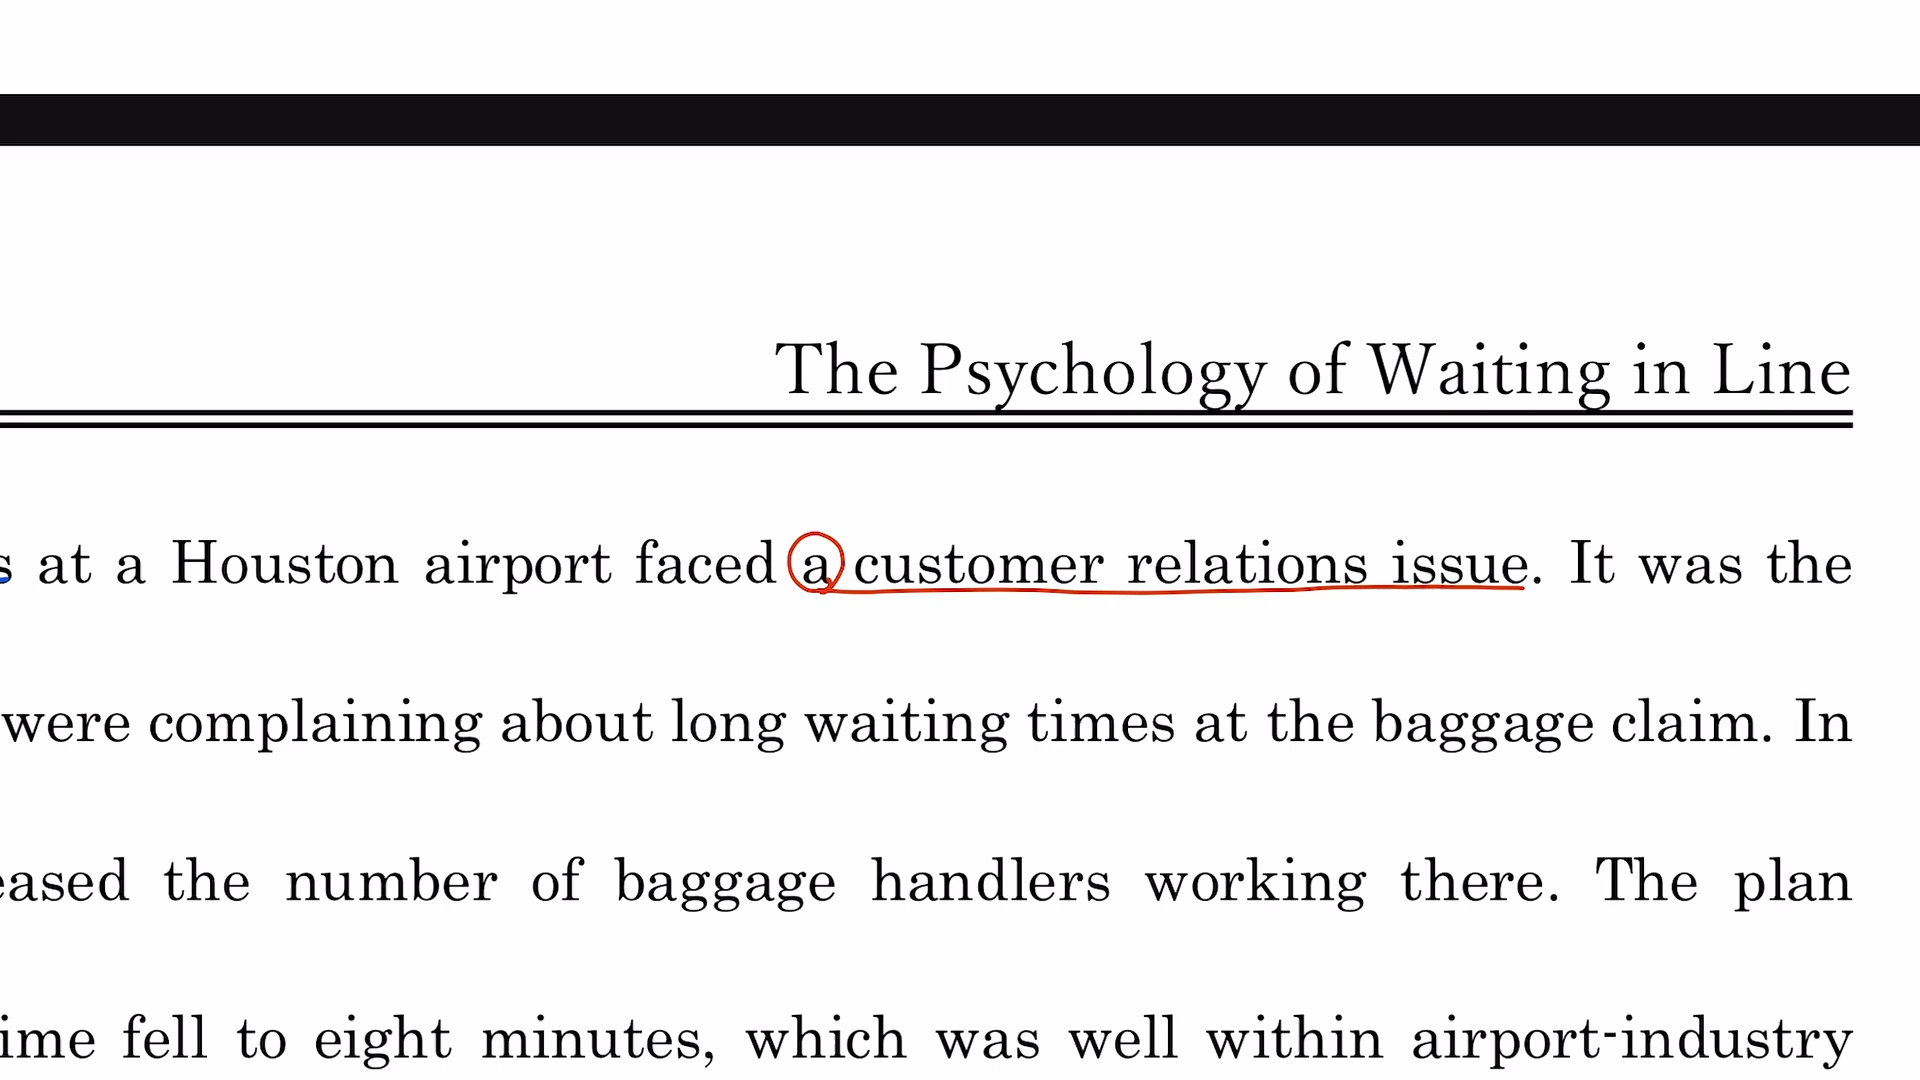 The Psychology of Waiting in Line
s at a Houston airport faced a customer relations issue. It was the
were complaining about long waiting times at the baggage claim. In
eased the number of baggage handlers working there. The plan
ime fell to eight minutes, which was well within airport-industry